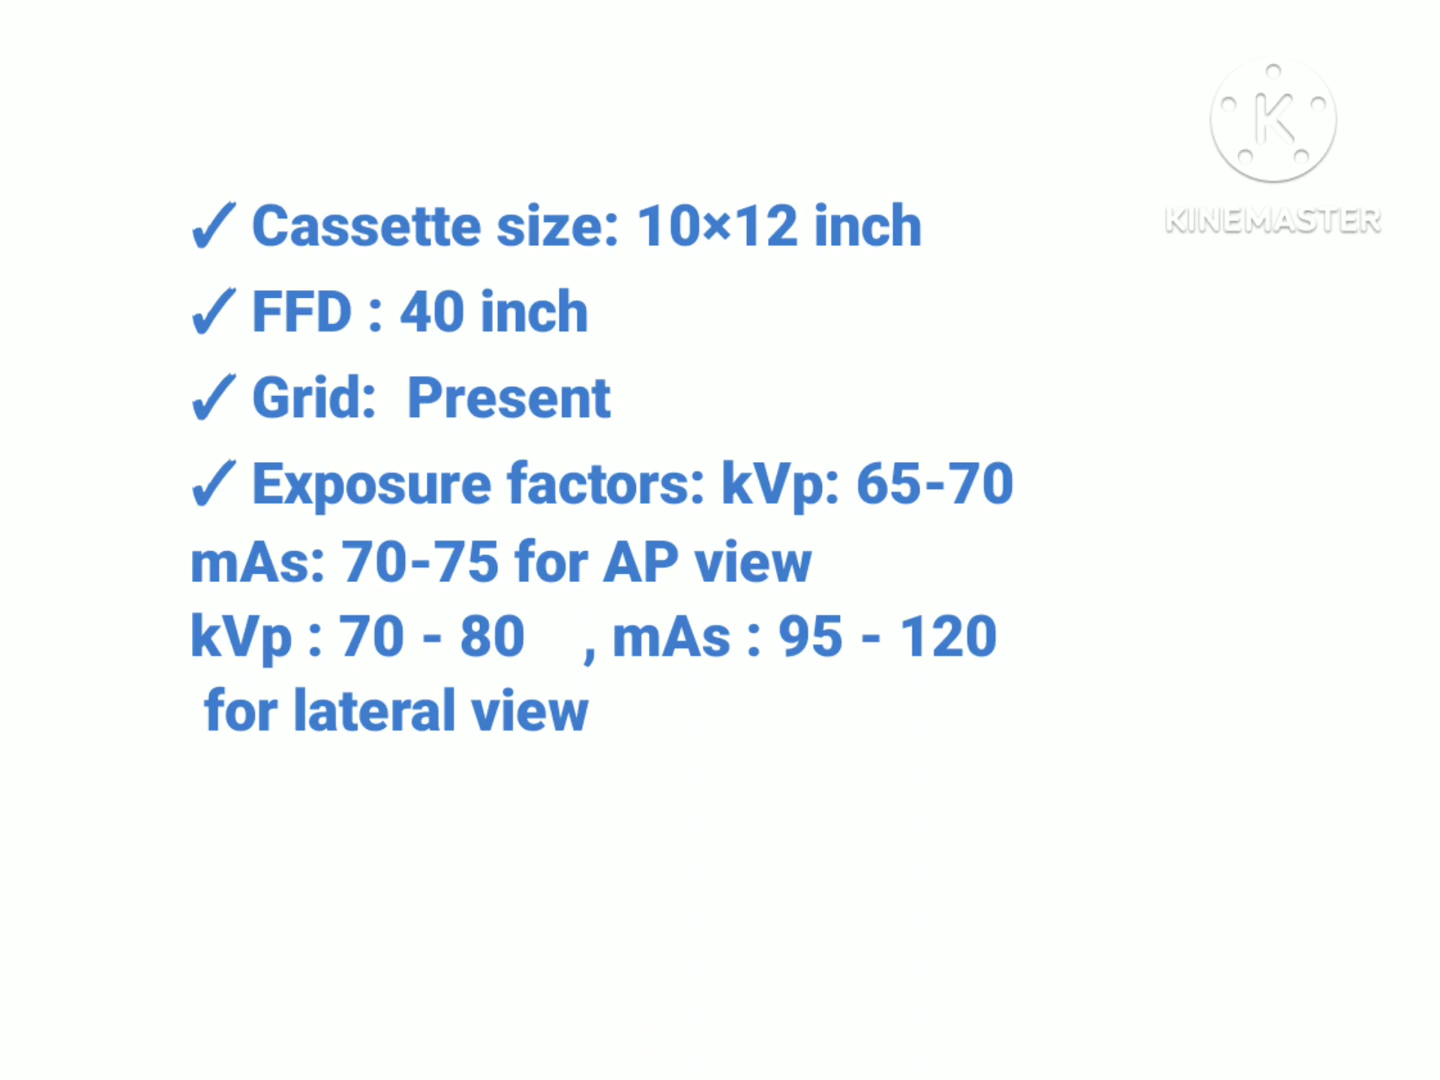 KINEMASTER
✓ Cassette size: 10×12 inch
✓ FFD : 40 inch
✓ Grid:  Present
✓ Exposure factors: kVp: 65-70
mAs: 70-75 for AP view
kVp : 70 - 80    , mAs : 95 - 120
for lateral view